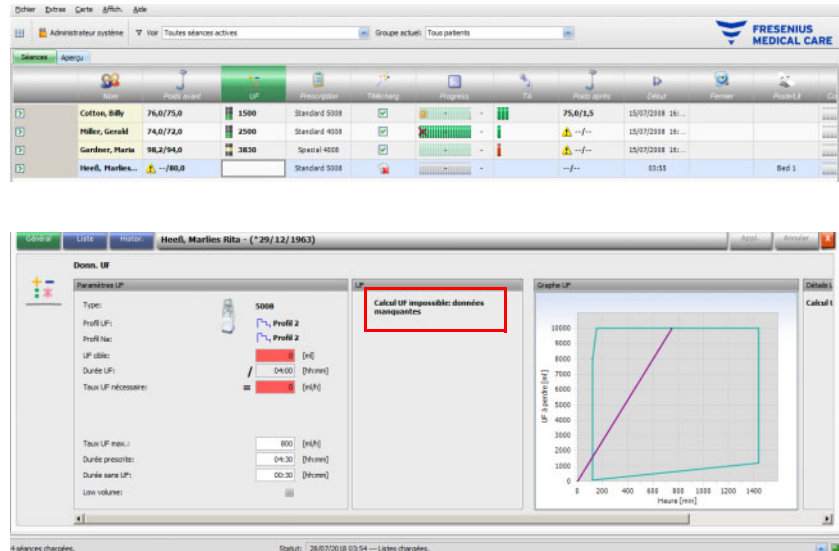 Fichier Extras Carte Affich. Aide
Administrateur système Voir Toutes séances actives Groupe actuel: Tous patients
FRESENIUS
MEDICAL CARE
Séances Aperçu
Nom Poids avant UF Prescription Télécharg Progress TA Poids après Début Fermer Poste/Lit Co
Cotton, Billy 76,0/75,0 1500 Standard 5008 - 75,0/1,5 15/07/2008 16:...
Miller, Gerald 74,0/72,0 2500 Standard 4008 - --/-- 15/07/2008 16:...
Gardner, Maria 98,2/94,0 3830 Spezial 4008 - --/-- 15/07/2008 16:...
Heeß, Marlies... --/80,0 Standard 5008 - --/-- 03:55 Bed 1
Général Liste Histor. Heeß, Marlies Rita - (*29/12/1963) Appl. Annuler X
Donn. UF
Paramètres UF UF Graphe UF Détails L
Type: 5008
Profil UF: Profil 2
Profil Na: Profil 2
UF cible: 0 [ml]
Durée UF: / 04:00 [hh:mm]
Taux UF nécessaire: = 0 [ml/h]
Taux UF max.: 800 [ml/h]
Durée prescrite: 04:30 [hh:mm]
Durée sans UF: 00:30 [hh:mm]
Low volume:
Calcul UF impossible: données
manquantes
Calcul U
UF à perdre [ml]
10000
9000
8000
7000
6000
5000
4000
3000
2000
1000
0
0 200 400 600 800 1000 1200 1400
Heure [min]
4 séances chargées. Statut: 28/07/2018 03:54 --- Listes chargées.